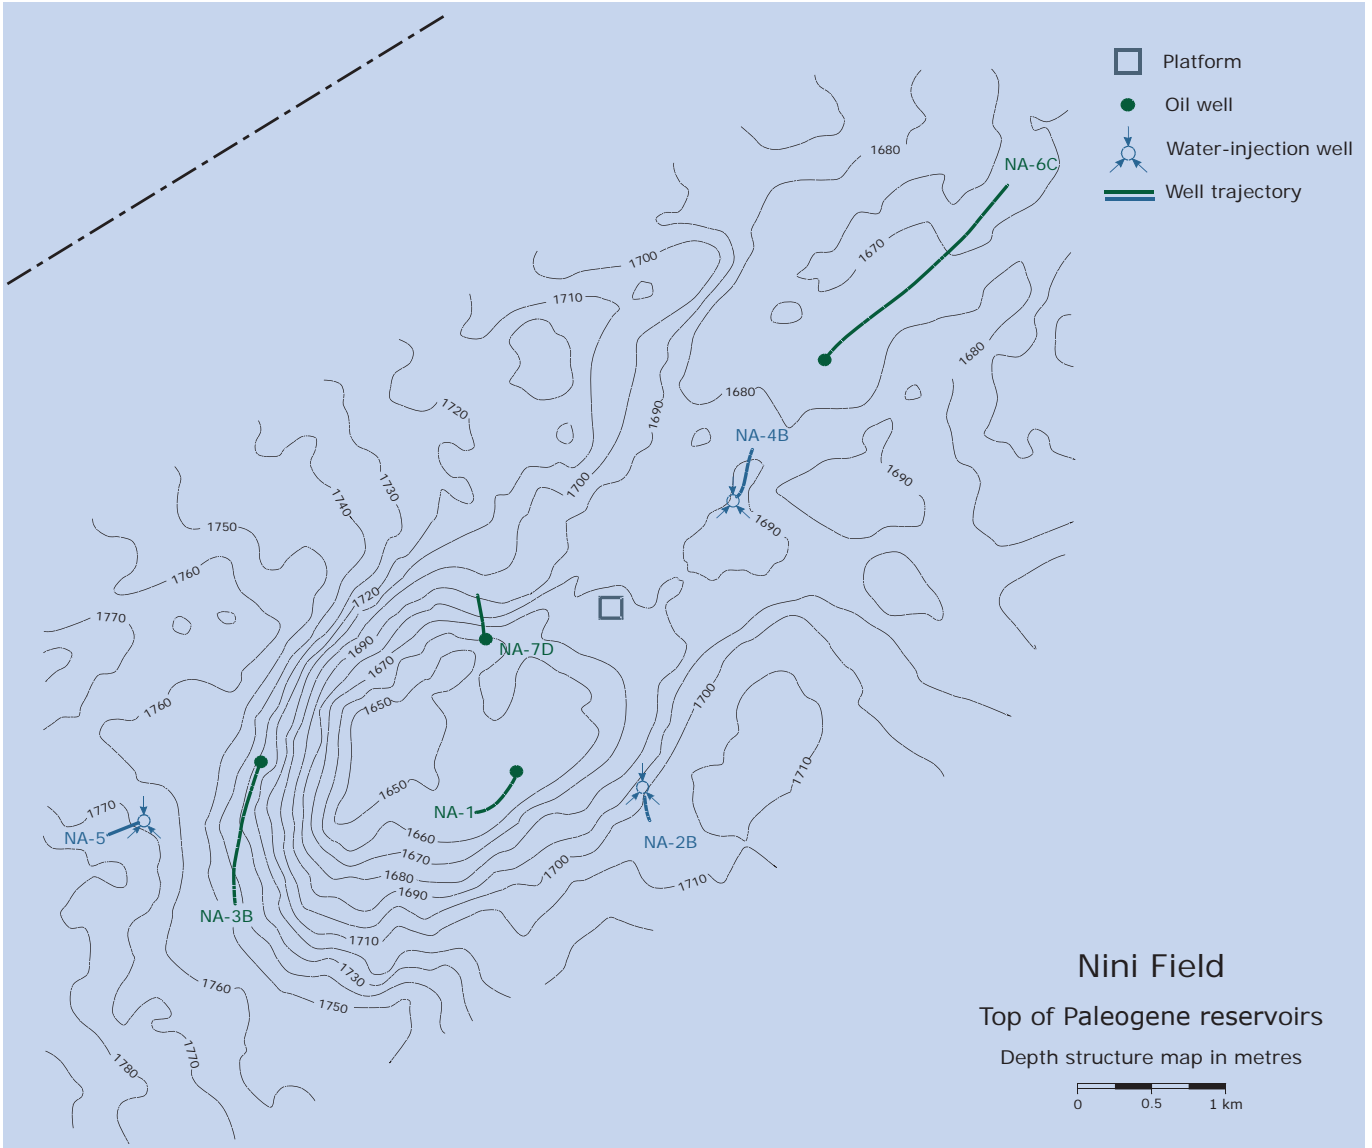 Platform
Oil well
Water-injection well
Well trajectory
1680
NA-6C
1670
1700
1710
1680
1680
1690
1720
NA-4B
1690
1730
1700
1740
1690
1750
1760
1720
1770
1690
NA-7D
1670
1700
1650
1760
1710
1650
1770
NA-1
NA-5
1660
NA-2B
1670
1700
1680
1710
1690
NA-3B
1710
1730
1760
1750
1770
1780
Nini Field
Top of Paleogene reservoirs
Depth structure map in metres
0 0.5 1 km